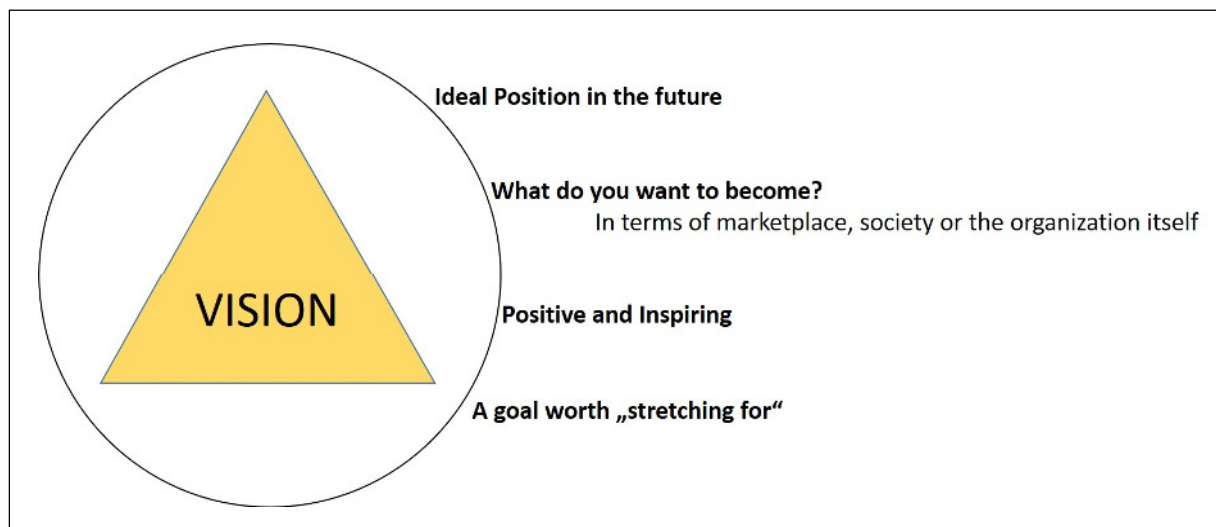 Ideal Position in the future
What do you want to become?
In terms of marketplace, society or the organization itself
VISION
Positive and Inspiring
A goal worth „stretching for“